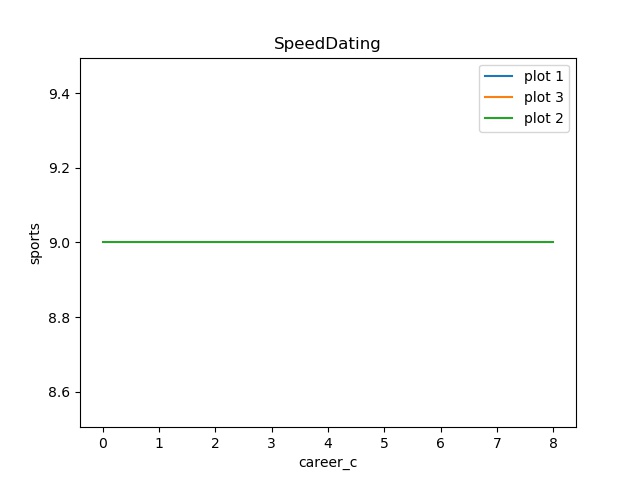 SpeedDating
plot 1
plot 3
plot 2
9.4
9.2
9.0
8.8
8.6
sports
0 1 2 3 4 5 6 7 8
career_c